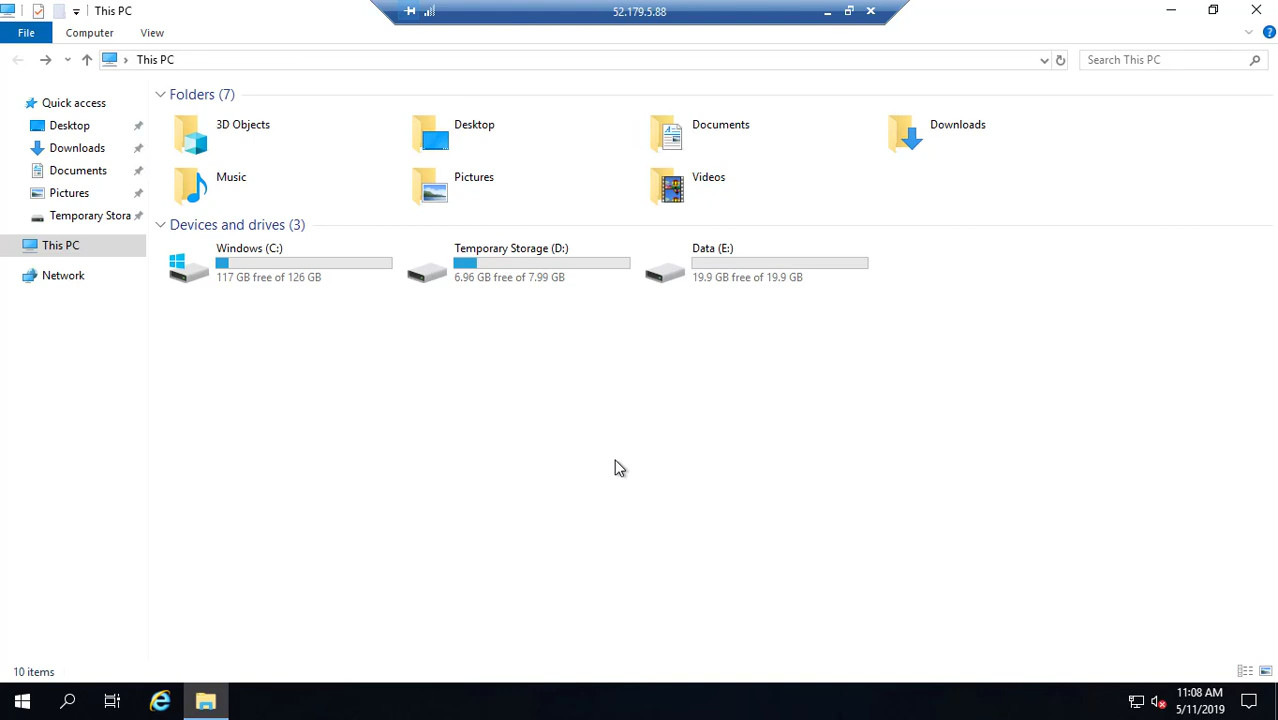 This PC
52.179.5.88
File
Computer
View
This PC
Search This PC
Quick access
Desktop
Downloads
Documents
Pictures
Temporary Stora
This PC
Network
Folders (7)
3D Objects
Desktop
Documents
Downloads
Music
Pictures
Videos
Devices and drives (3)
Windows (C:)
117 GB free of 126 GB
Temporary Storage (D:)
6.96 GB free of 7.99 GB
Data (E:)
19.9 GB free of 19.9 GB
10 items
11:08 AM
5/11/2019